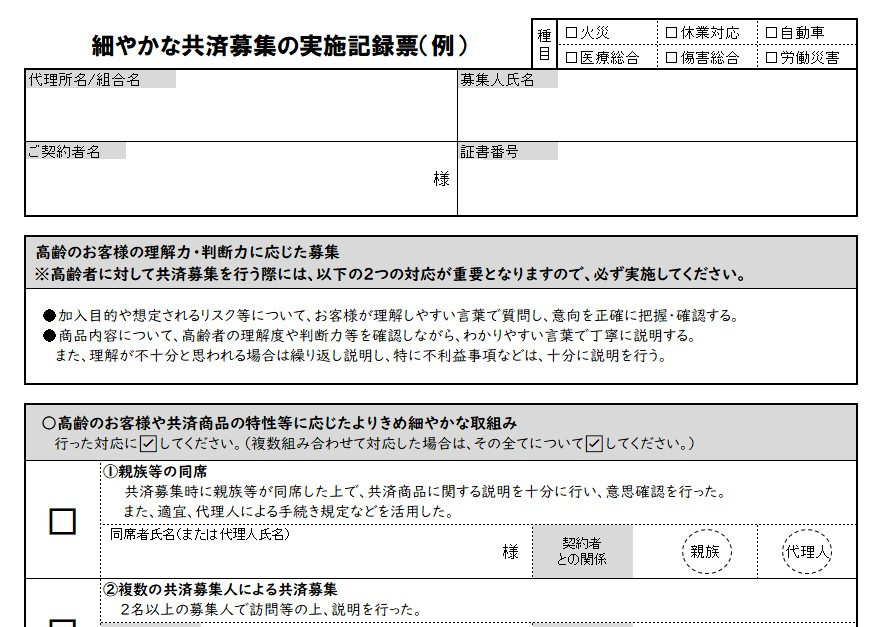 細やかな共済募集の実施記録票(例)
種目
□火災 □休業対応 □自動車
□医療総合 □傷害総合 □労働災害
代理所名/組合名
募集人氏名
ご契約者名
様
証書番号
高齢のお客様の理解力・判断力に応じた募集
※高齢者に対して共済募集を行う際には、以下の2つの対応が重要となりますので、必ず実施してください。
●加入目的や想定されるリスク等について、お客様が理解しやすい言葉で質問し、意向を正確に把握・確認する。
●商品内容について、高齢者の理解度や判断力等を確認しながら、わかりやすい言葉で丁寧に説明する。
また、理解が不十分と思われる場合は繰り返し説明し、特に不利益事項などは、十分に説明を行う。
○高齢のお客様や共済商品の特性等に応じたよりきめ細やかな取組み
行った対応に☑してください。(複数組み合わせて対応した場合は、その全てについて☑してください。)
□
①親族等の同席
共済募集時に親族等が同席した上で、共済商品に関する説明を十分に行い、意思確認を行った。
また、適宜、代理人による手続き規定などを活用した。
同席者氏名(または代理人氏名)
様
契約者
との関係
親族
代理人
②複数の共済募集人による共済募集
2名以上の募集人で訪問等の上、説明を行った。